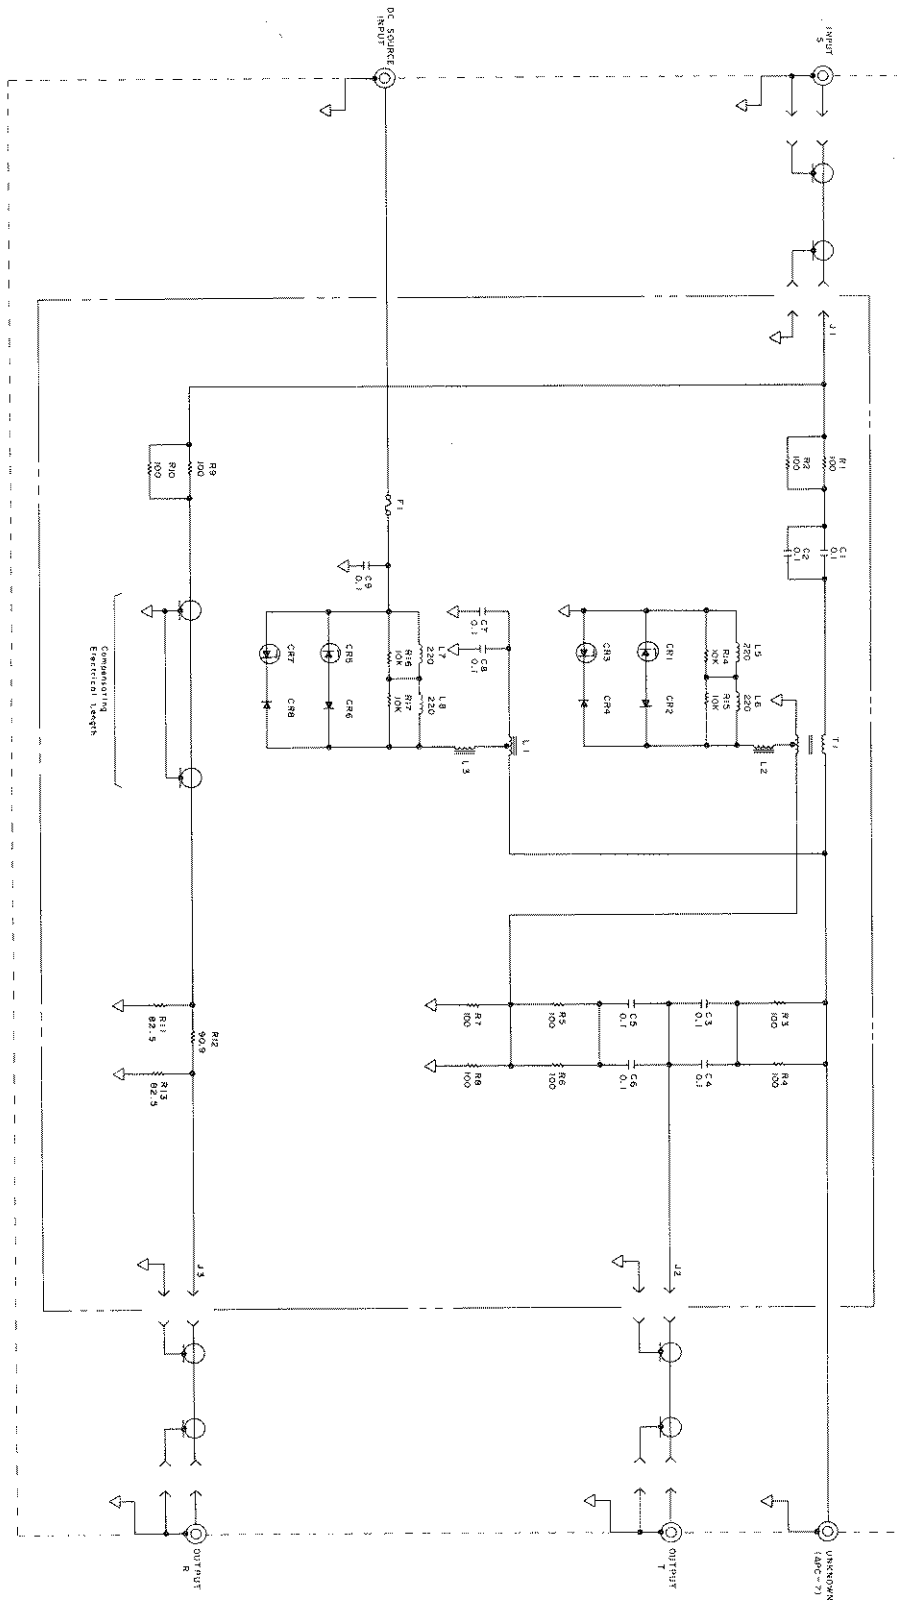 INPUT
S
DC SOURCE
INPUT
J1
R1
100
R2
100
C1
0.1
C2
0.1
T1
L5
220
L6
220
R14
10K
R15
10K
CR1
CR2
CR3
CR4
L2
R9
100
R10
100
F1
C9
0.1
C7
0.1
C8
0.1
L7
220
L8
220
R16
10K
R17
10K
CR5
CR6
CR7
CR8
L3
L1
Compensating
Electrical Length
R3
100
R4
100
C3
0.1
C4
0.1
C5
0.1
C6
0.1
R5
100
R6
100
R7
100
R8
100
R11
82.5
R12
90.9
R13
82.5
J2
J3
UNKNOWN
(APC-7)
OUTPUT
T
OUTPUT
R